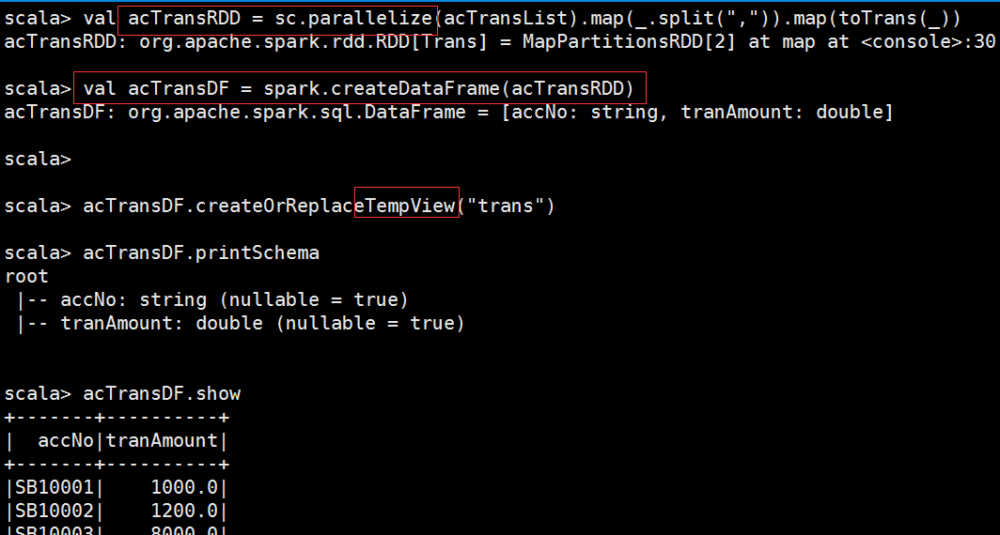 scala> val acTransRDD = sc.parallelize(acTransList).map(_.split(",")).map(toTrans(_))
acTransRDD: org.apache.spark.rdd.RDD[Trans] = MapPartitionsRDD[2] at map at <console>:30
scala> val acTransDF = spark.createDataFrame(acTransRDD)
acTransDF: org.apache.spark.sql.DataFrame = [accNo: string, tranAmount: double]
scala>
scala> acTransDF.createOrReplaceTempView("trans")
scala> acTransDF.printSchema
root
 |-- accNo: string (nullable = true)
 |-- tranAmount: double (nullable = true)
scala> acTransDF.show
+-------+----------+
|  accNo|tranAmount|
+-------+----------+
|SB10001|    1000.0|
|SB10002|    1200.0|
|SB10003|    8000.0|